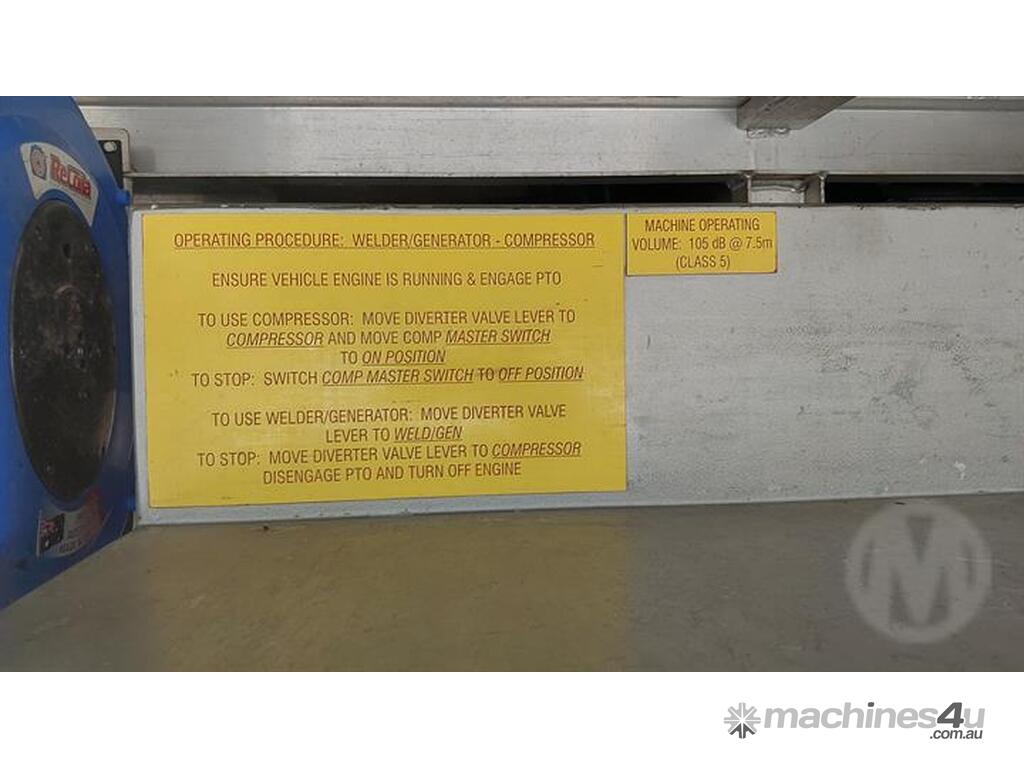 ReCoila
OPERATING PROCEDURE: WELDER/GENERATOR - COMPRESSOR
ENSURE VEHICLE ENGINE IS RUNNING & ENGAGE PTO
TO USE COMPRESSOR: MOVE DIVERTER VALVE LEVER TO
COMPRESSOR AND MOVE COMP MASTER SWITCH
TO ON POSITION
TO STOP: SWITCH COMP MASTER SWITCH TO OFF POSITION
TO USE WELDER/GENERATOR: MOVE DIVERTER VALVE
LEVER TO WELD/GEN
TO STOP: MOVE DIVERTER VALVE LEVER TO COMPRESSOR
DISENGAGE PTO AND TURN OFF ENGINE
MACHINE OPERATING
VOLUME: 105 dB @ 7.5m
(CLASS 5)
M
machines4u
.com.au